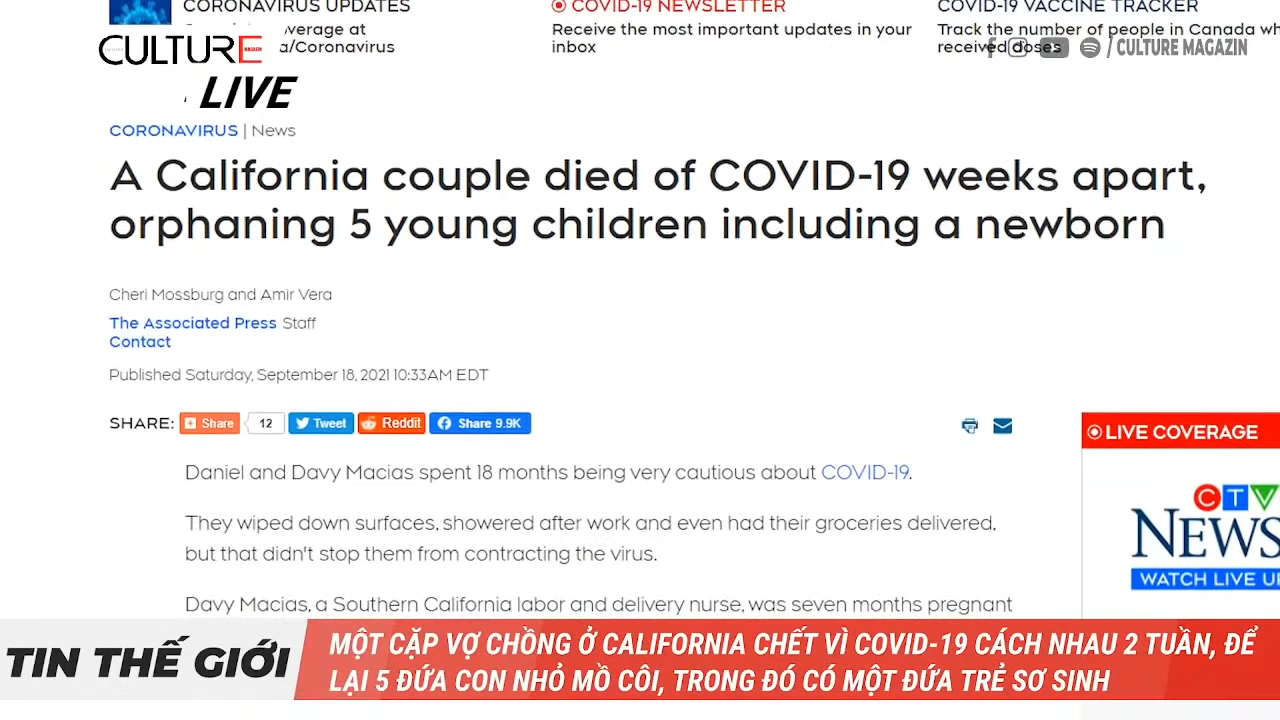 CORONAVIRUS UPDATES
verage at
a/Coronavirus
COVID-19 NEWSLETTER
Receive the most important updates in your
inbox
COVID-19 VACCINE TRACKER
Track the number of people in Canada wh
received doses
/ CULTURE MAGAZIN
CULTURE
LIVE
CORONAVIRUS | News
A California couple died of COVID-19 weeks apart,
orphaning 5 young children including a newborn
Cheri Mossburg and Amir Vera
The Associated Press Staff
Contact
Published Saturday, September 18, 2021 10:33AM EDT
SHARE: Share 12 Tweet Reddit Share 9.9K
LIVE COVERAGE
Daniel and Davy Macias spent 18 months being very cautious about COVID-19.
They wiped down surfaces, showered after work and even had their groceries delivered,
but that didn't stop them from contracting the virus.
Davy Macias, a Southern California labor and delivery nurse, was seven months pregnant
CTV
NEWS
WATCH LIVE U
TIN THẾ GIỚI
MỘT CẶP VỢ CHỒNG Ở CALIFORNIA CHẾT VÌ COVID-19 CÁCH NHAU 2 TUẦN, ĐỂ
LẠI 5 ĐỨA CON NHỎ MỒ CÔI, TRONG ĐÓ CÓ MỘT ĐỨA TRẺ SƠ SINH